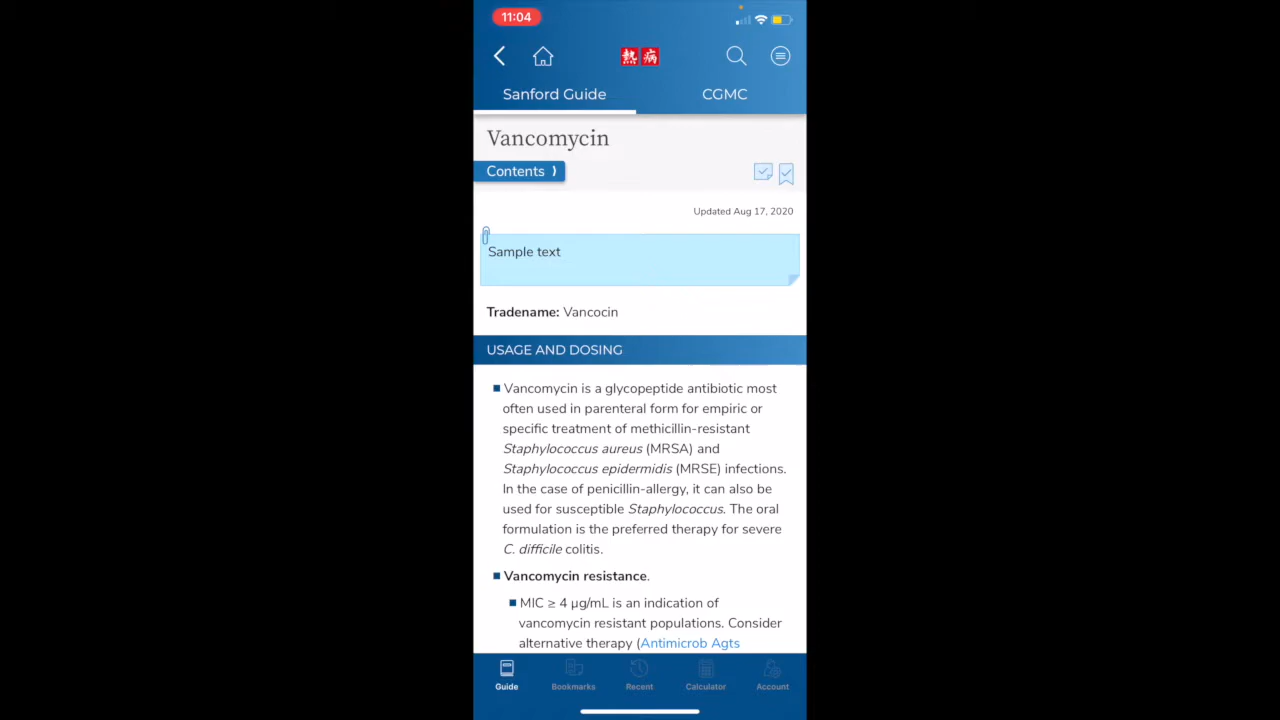 11:04
熱病
Sanford Guide
CGMC
Vancomycin
Contents ⟩
Updated Aug 17, 2020
Sample text
Tradename: Vancocin
USAGE AND DOSING
Vancomycin is a glycopeptide antibiotic most
often used in parenteral form for empiric or
specific treatment of methicillin-resistant
Staphylococcus aureus (MRSA) and
Staphylococcus epidermidis (MRSE) infections.
In the case of penicillin-allergy, it can also be
used for susceptible Staphylococcus. The oral
formulation is the preferred therapy for severe
C. difficile colitis.
Vancomycin resistance.
MIC ≥ 4 µg/mL is an indication of
vancomycin resistant populations. Consider
alternative therapy (Antimicrob Agts
Guide
Bookmarks
Recent
Calculator
Account